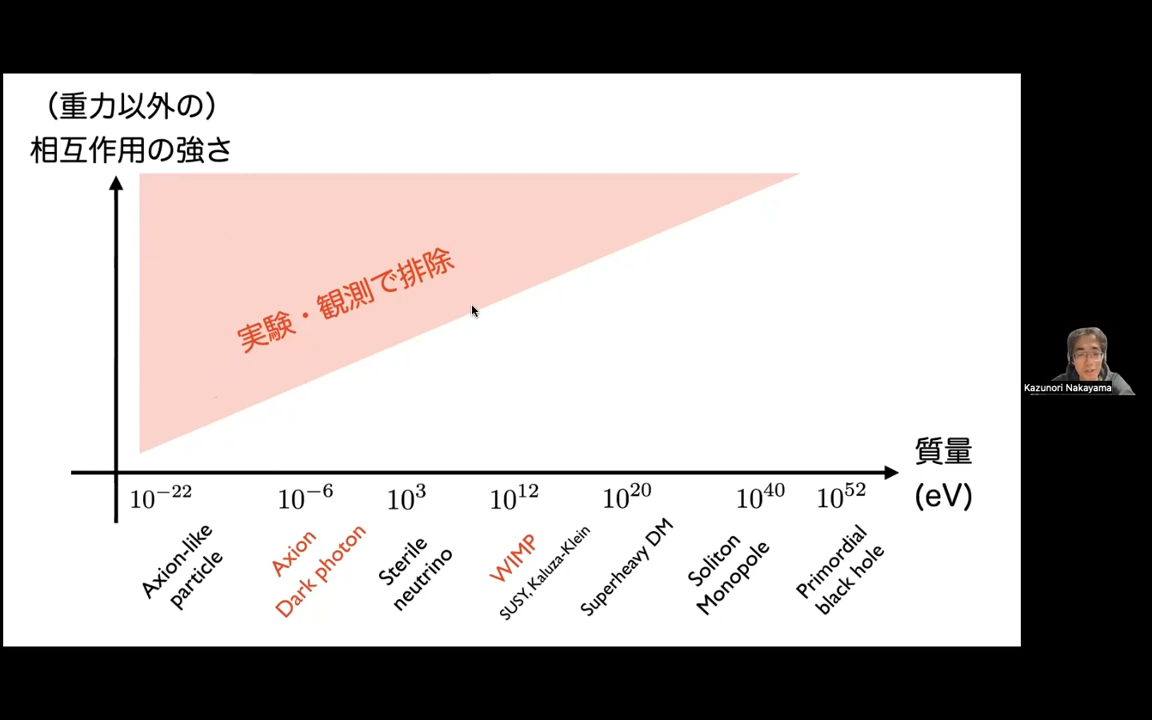 （重力以外の）
相互作用の強さ
実験・観測で排除
質量
(eV)
10^{-22}
10^{-6}
10^{3}
10^{12}
10^{20}
10^{40}
10^{52}
Axion-like
particle
Axion
Dark photon
Sterile
neutrino
WIMP
SUSY, Kaluza-Klein
Superheavy DM
Soliton
Monopole
Primordial
black hole
Kazunori Nakayama